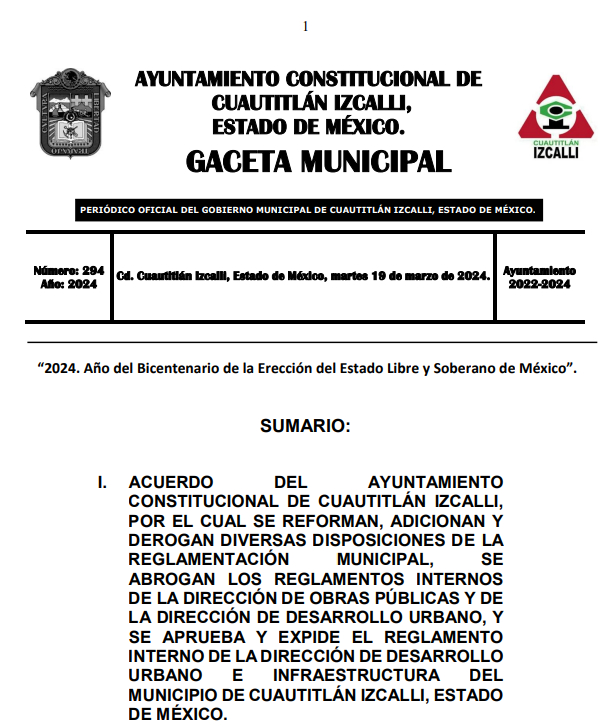 1
AYUNTAMIENTO CONSTITUCIONAL DE
CUAUTITLÁN IZCALLI,
ESTADO DE MÉXICO.
GACETA MUNICIPAL
CUAUTITLÁN
IZCALLI
PERIÓDICO OFICIAL DEL GOBIERNO MUNICIPAL DE CUAUTITLÁN IZCALLI, ESTADO DE MÉXICO.
Número: 294
Año: 2024
Cd. Cuautitlán Izcalli, Estado de México, martes 19 de marzo de 2024.
Ayuntamiento
2022-2024
“2024. Año del Bicentenario de la Erección del Estado Libre y Soberano de México”.
SUMARIO:
I. ACUERDO DEL AYUNTAMIENTO
CONSTITUCIONAL DE CUAUTITLÁN IZCALLI,
POR EL CUAL SE REFORMAN, ADICIONAN Y
DEROGAN DIVERSAS DISPOSICIONES DE LA
REGLAMENTACIÓN MUNICIPAL, SE
ABROGAN LOS REGLAMENTOS INTERNOS
DE LA DIRECCIÓN DE OBRAS PÚBLICAS Y DE
LA DIRECCIÓN DE DESARROLLO URBANO, Y
SE APRUEBA Y EXPIDE EL REGLAMENTO
INTERNO DE LA DIRECCIÓN DE DESARROLLO
URBANO E INFRAESTRUCTURA DEL
MUNICIPIO DE CUAUTITLÁN IZCALLI, ESTADO
DE MÉXICO.